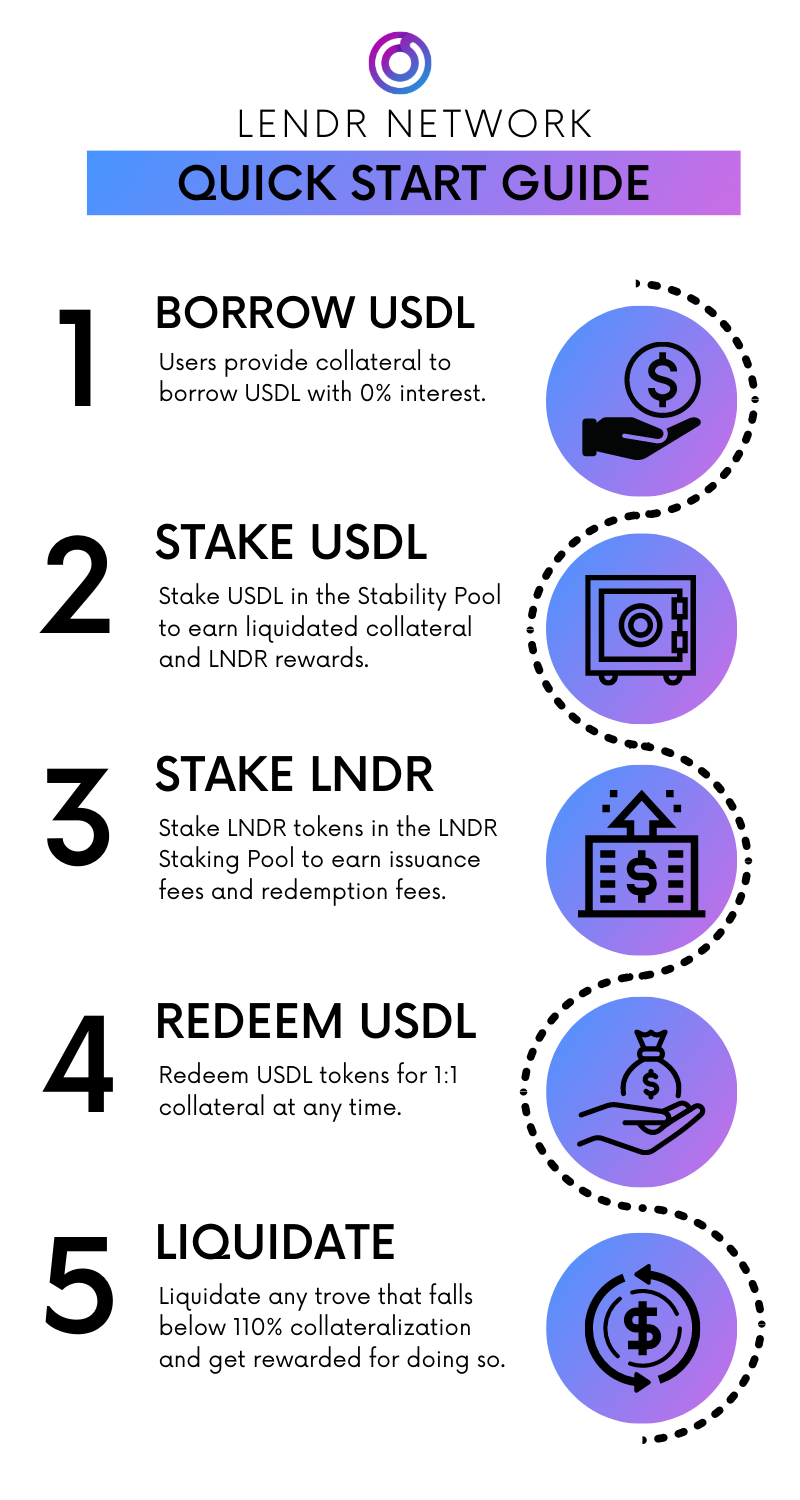 LENDR NETWORK
QUICK START GUIDE
1
BORROW USDL
Users provide collateral to
borrow USDL with 0% interest.
$
2
STAKE USDL
Stake USDL in the Stability Pool
to earn liquidated collateral
and LNDR rewards.
3
STAKE LNDR
Stake LNDR tokens in the LNDR
Staking Pool to earn issuance
fees and redemption fees.
$
4
REDEEM USDL
Redeem USDL tokens for 1:1
collateral at any time.
$
5
LIQUIDATE
Liquidate any trove that falls
below 110% collateralization
and get rewarded for doing so.
$